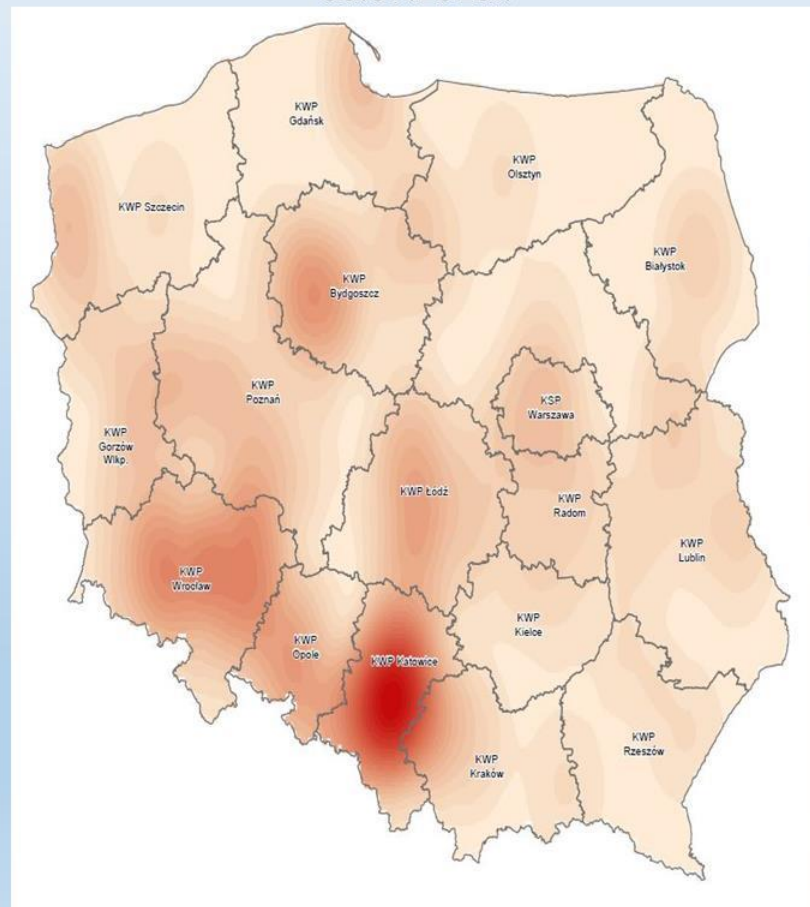 KWP
Gdańsk
KWP
Olsztyn
KWP Szczecin
KWP
Białystok
KWP
Bydgoszcz
KWP
Poznań
KSP
Warszawa
KWP
Gorzów
Wlkp.
KWP Łódź
KWP
Radom
KWP
Lublin
KWP
Wrocław
KWP
Kielce
KWP
Opole
KWP Katowice
KWP
Rzeszów
KWP
Kraków